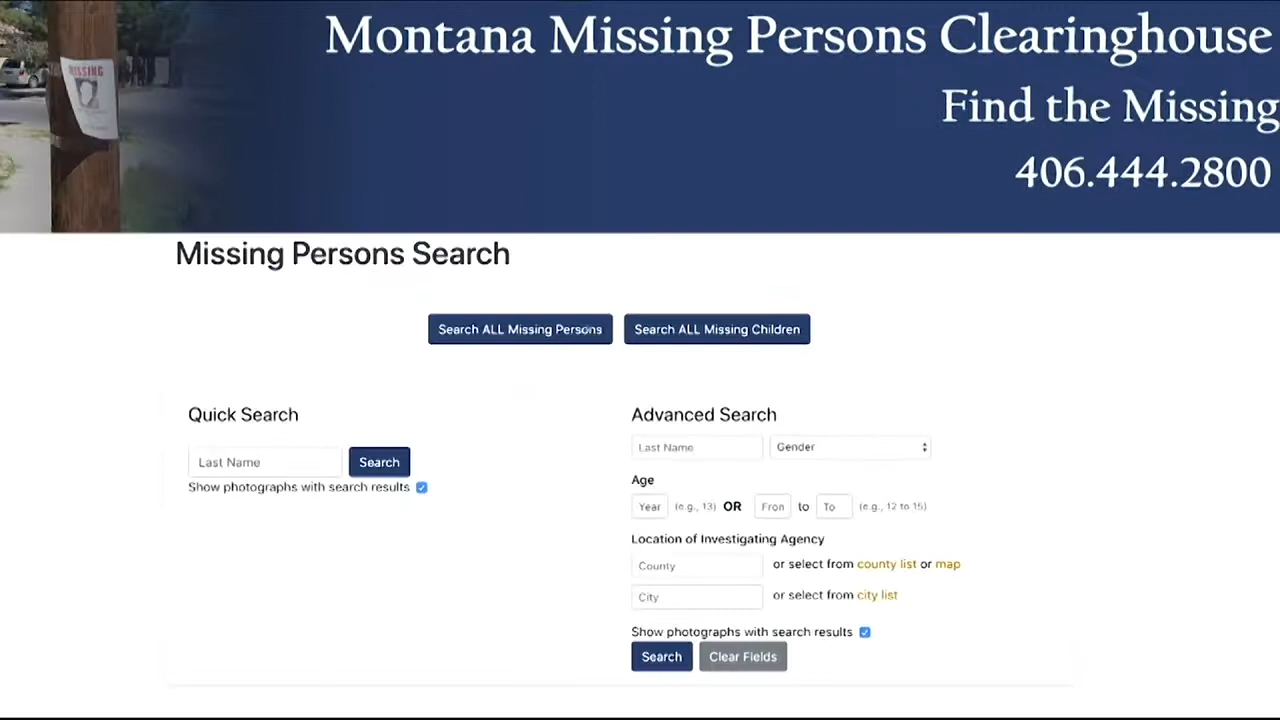 Montana Missing Persons Clearinghouse
Find the Missing
406.444.2800
MISSING
Missing Persons Search
Search ALL Missing Persons Search ALL Missing Children
Quick Search
Last Name Search
Show photographs with search results
Advanced Search
Last Name Gender
Age
Year (e.g., 13) OR Fron to To (e.g., 12 to 15)
Location of Investigating Agency
County or select from county list or map
City or select from city list
Show photographs with search results
Search Clear Fields